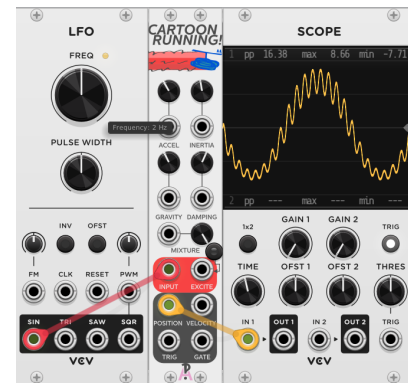 LFO
FREQ
PULSE WIDTH
INV OFST
FM CLK RESET PWM
SIN TRI SAW SQR
VCV
CARTOON
RUNNING!
Frequency: 2 Hz
ACCEL INERTIA
GRAVITY DAMPING
MIXTURE
INPUT EXCITE
POSITION VELOCITY
TRIG GATE
SCOPE
1 pp 16.38 max 8.66 min -7.71
2 pp --- max --- min ---
1x2 GAIN 1 GAIN 2 TRIG
TIME OFST 1 OFST 2 THRES
IN 1 OUT 1 IN 2 OUT 2 TRIG
VCV